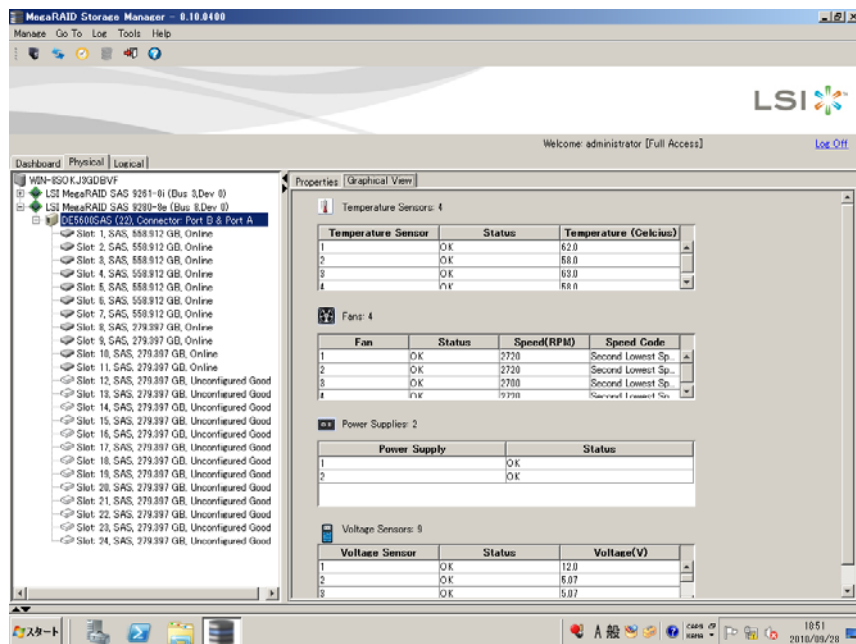 MegaRAID Storage Manager - 0.10.0400
Manage Go To Log Tools Help
LSI
Welcome: administrator [Full Access]
Log Off
Dashboard Physical Logical
WIN-8SOKJ3GDBVF
LSI MegaRAID SAS 9261-8i (Bus 3,Dev 0)
LSI MegaRAID SAS 9280-8e (Bus 8,Dev 0)
DE5600SAS (22), Connector: Port B & Port A
Slot: 1, SAS, 558.912 GB, Online
Slot: 2, SAS, 558.912 GB, Online
Slot: 3, SAS, 558.912 GB, Online
Slot: 4, SAS, 558.912 GB, Online
Slot: 5, SAS, 558.912 GB, Online
Slot: 6, SAS, 558.912 GB, Online
Slot: 7, SAS, 558.912 GB, Online
Slot: 8, SAS, 279.397 GB, Online
Slot: 9, SAS, 279.397 GB, Online
Slot: 10, SAS, 279.397 GB, Online
Slot: 11, SAS, 279.397 GB, Online
Slot: 12, SAS, 279.397 GB, Unconfigured Good
Slot: 13, SAS, 279.397 GB, Unconfigured Good
Slot: 14, SAS, 279.397 GB, Unconfigured Good
Slot: 15, SAS, 279.397 GB, Unconfigured Good
Slot: 16, SAS, 279.397 GB, Unconfigured Good
Slot: 17, SAS, 279.397 GB, Unconfigured Good
Slot: 18, SAS, 279.397 GB, Unconfigured Good
Slot: 19, SAS, 279.397 GB, Unconfigured Good
Slot: 20, SAS, 279.397 GB, Unconfigured Good
Slot: 21, SAS, 279.397 GB, Unconfigured Good
Slot: 22, SAS, 279.397 GB, Unconfigured Good
Slot: 23, SAS, 279.397 GB, Unconfigured Good
Slot: 24, SAS, 279.397 GB, Unconfigured Good
Properties Graphical View
Temperature Sensors: 4
Temperature Sensor Status Temperature (Celcius)
1 OK 62.0
2 OK 58.0
3 OK 63.0
4 OK 58.0
Fans: 4
Fan Status Speed(RPM) Speed Code
1 OK 2720 Second Lowest Sp...
2 OK 2720 Second Lowest Sp...
3 OK 2700 Second Lowest Sp...
4 OK 2720 Second Lowest Sp...
Power Supplies: 2
Power Supply Status
1 OK
2 OK
Voltage Sensors: 9
Voltage Sensor Status Voltage(V)
1 OK 12.0
2 OK 5.07
3 OK 5.07
スタート
A 般 CAPS KANA
18:51
2010/09/28